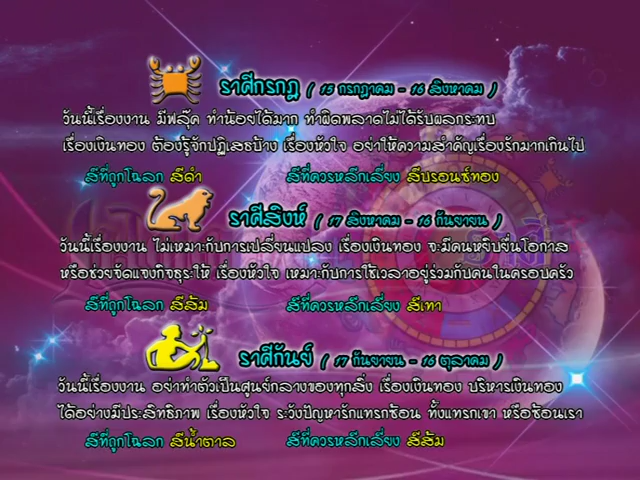 ราศีกรกฎ ( 15 กรกฎาคม - 16 สิงหาคม )
วันนี้เรื่องงาน มีฟลุ๊ค ทำน้อยได้มาก ทำผิดพลาดไม่ได้รับผลกระทบ
เรื่องเงินทอง ต้องรู้จักปฏิเสธบ้าง เรื่องหัวใจ อย่าให้ความสำคัญเรื่องรักมากเกินไป
สีที่ถูกโฉลก สีดำ สีที่ควรหลีกเลี่ยง สีบรอนซ์ทอง
ราศีสิงห์ ( 17 สิงหาคม - 16 กันยายน )
วันนี้เรื่องงาน ไม่เหมาะกับการเปลี่ยนแปลง เรื่องเงินทอง จะมีคนหยิบยื่นโอกาส
หรือช่วยจัดแจงกิจธุระให้ เรื่องหัวใจ เหมาะกับการใช้เวลาอยู่ร่วมกับคนในครอบครัว
สีที่ถูกโฉลก สีส้ม สีที่ควรหลีกเลี่ยง สีเทา
ราศีกันย์ ( 17 กันยายน - 16 ตุลาคม )
วันนี้เรื่องงาน อย่าทำตัวเป็นศูนย์กลางของทุกสิ่ง เรื่องเงินทอง บริหารเงินทอง
ได้อย่างมีประสิทธิภาพ เรื่องหัวใจ ระวังปัญหารักแทรกซ้อน ทั้งแทรกเขา หรือซ้อนเรา
สีที่ถูกโฉลก สีน้ำตาล สีที่ควรหลีกเลี่ยง สีส้ม